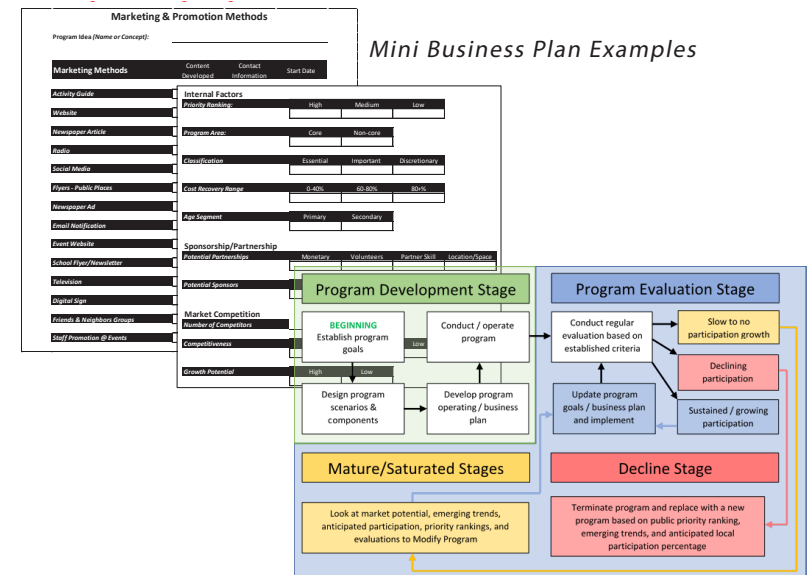 Marketing & Promotion Methods
Program Idea (Name or Concept):
Mini Business Plan Examples
Marketing Methods
Content Developed
Contact Information
Start Date
Activity Guide
Website
Newspaper Article
Radio
Social Media
Flyers - Public Places
Newspaper Ad
Email Notification
Event Website
School Flyer/Newsletter
Television
Digital Sign
Friends & Neighbors Groups
Staff Promotion @ Events
Internal Factors
Priority Ranking: High Medium Low
Program Area: Core Non-core
Classification Essential Important Discretionary
Cost Recovery Range 0-40% 60-80% 80+%
Age Segment Primary Secondary
Sponsorship/Partnership
Potential Partnerships Monetary Volunteers Partner Skill Location/Space
Potential Sponsors
Market Competition
Number of Competitors
Competitiveness Low
Growth Potential High Low
Program Development Stage
BEGINNING
Establish program
goals
Conduct / operate
program
Design program
scenarios &
components
Develop program
operating / business
plan
Program Evaluation Stage
Conduct regular
evaluation based on
established criteria
Slow to no
participation growth
Declining
participation
Update program
goals / business plan
and implement
Sustained / growing
participation
Mature/Saturated Stages
Look at market potential, emerging trends,
anticipated participation, priority rankings, and
evaluations to Modify Program
Decline Stage
Terminate program and replace with a new
program based on public priority ranking,
emerging trends, and anticipated local
participation percentage